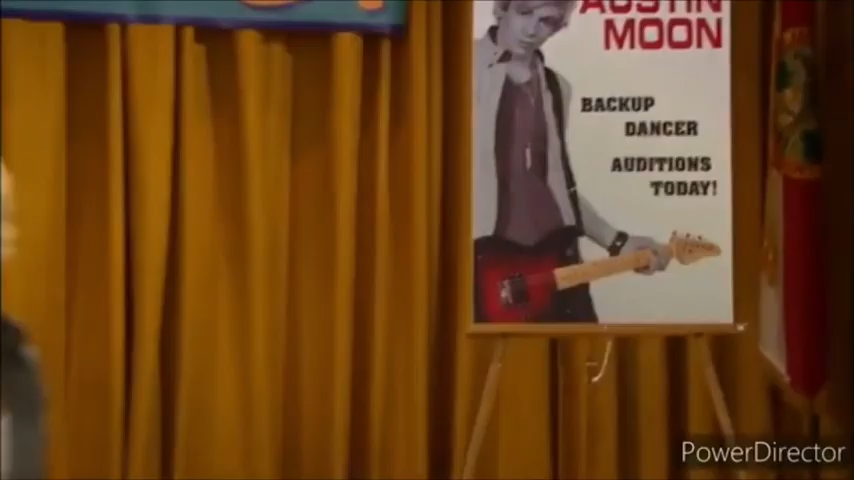 AUSTIN
MOON
BACKUP
DANCER
AUDITIONS
TODAY!
PowerDirector